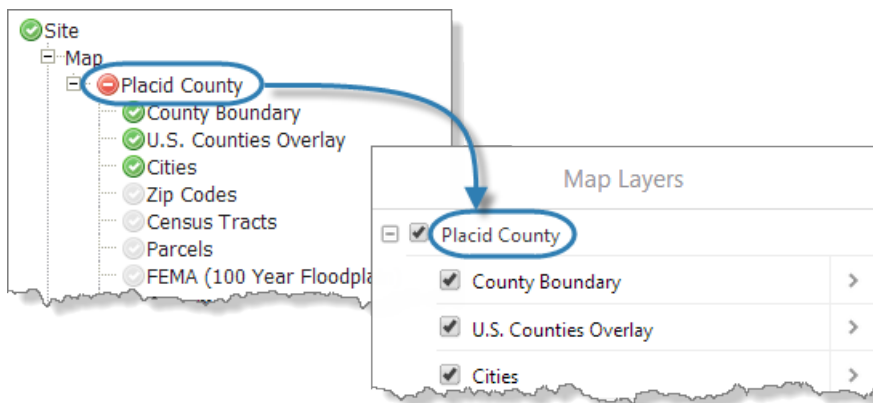 Site
Map
Placid County
County Boundary
U.S. Counties Overlay
Cities
Zip Codes
Census Tracts
Parcels
FEMA (100 Year Floodpla
Map Layers
Placid County
County Boundary
U.S. Counties Overlay
Cities